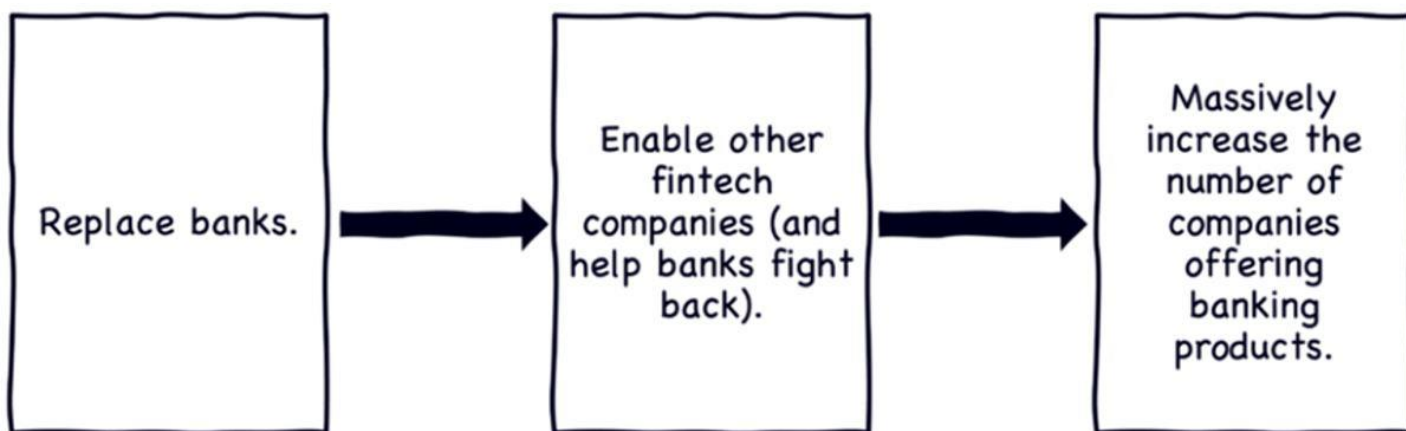 Replace banks.
Enable other
fintech
companies (and
help banks fight
back).
Massively
increase the
number of
companies
offering
banking
products.